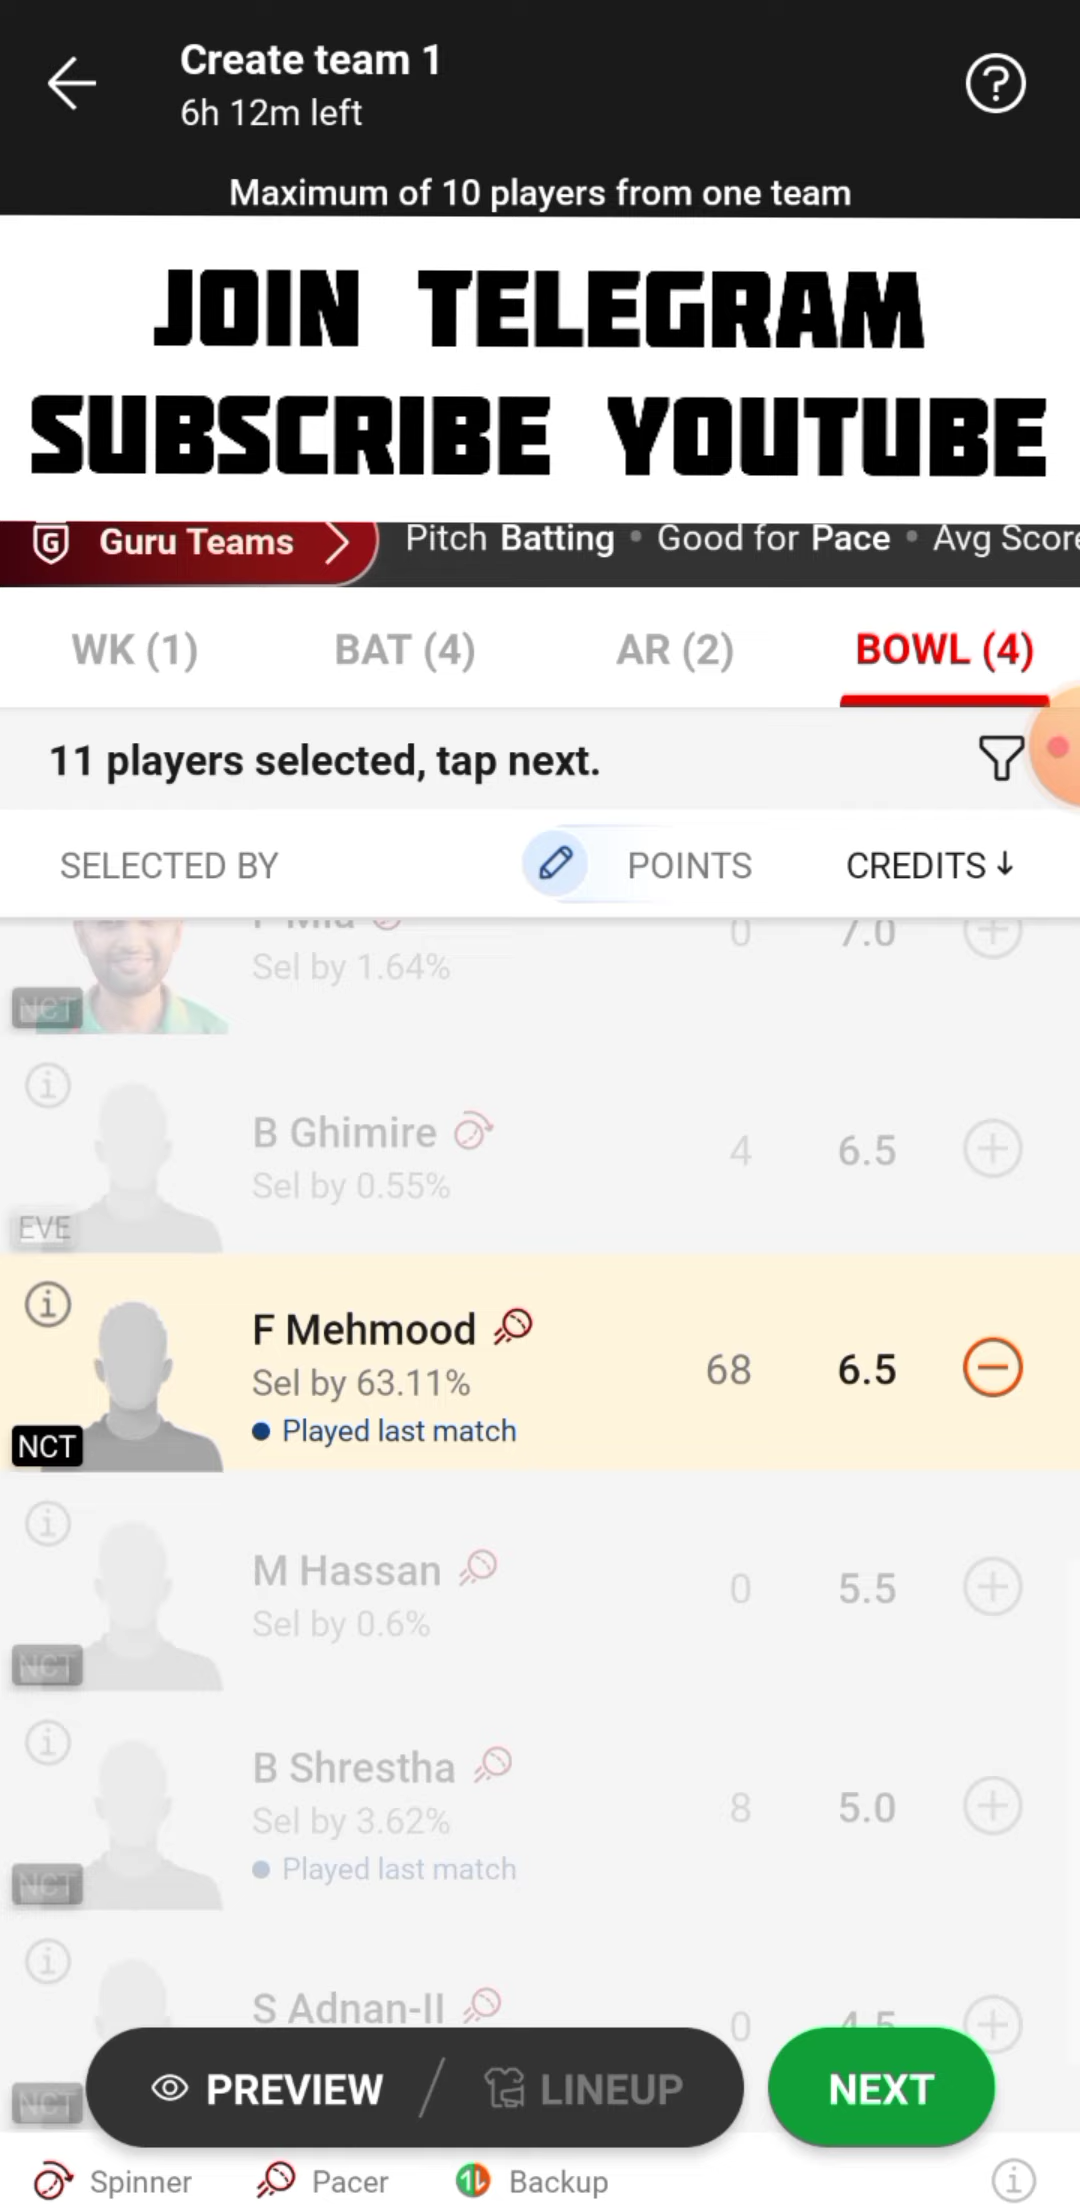 Create team 1
6h 12m left
Maximum of 10 players from one team
JOIN TELEGRAM
SUBSCRIBE YOUTUBE
G Guru Teams Pitch Batting • Good for Pace • Avg Score
WK (1) BAT (4) AR (2) BOWL (4)
11 players selected, tap next.
SELECTED BY POINTS CREDITS ↓
0 7.0
Sel by 1.64%
NCT
B Ghimire 4 6.5
Sel by 0.55%
EVE
F Mehmood 68 6.5
Sel by 63.11%
• Played last match
NCT
M Hassan 0 5.5
Sel by 0.6%
NCT
B Shrestha 8 5.0
Sel by 3.62%
• Played last match
NCT
S Adnan-II 0 4.5
PREVIEW / LINEUP NEXT
NCT
Spinner Pacer Backup